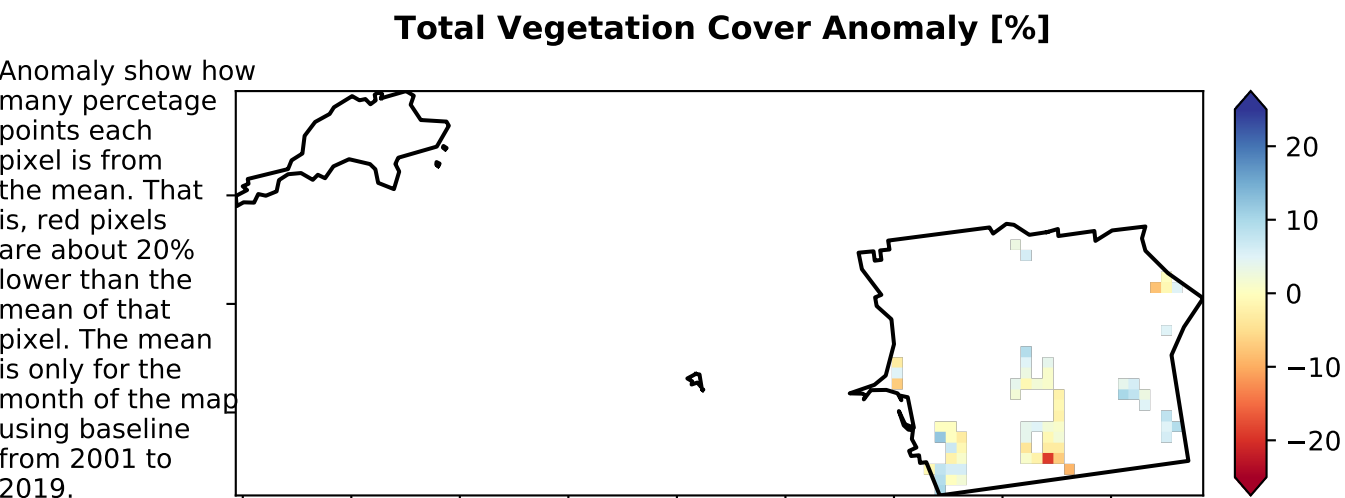 Total Vegetation Cover Anomaly [%]
Anomaly show how
many percetage
points each
pixel is from
the mean. That
is, red pixels
are about 20%
lower than the
mean of that
pixel. The mean
is only for the
month of the map
using baseline
from 2001 to
2019.
20
10
0
−10
−20